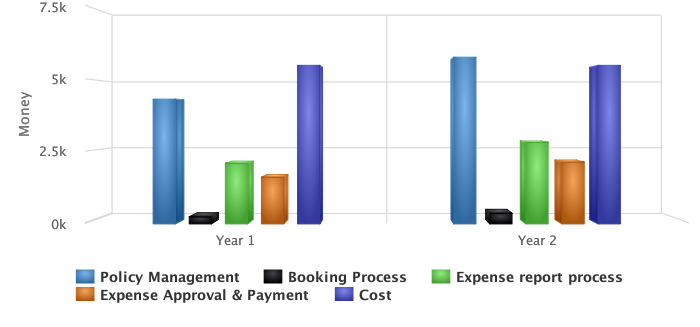 7.5k
5k
2.5k
0k
Money
Year 1 Year 2
Policy Management Booking Process Expense report process
Expense Approval & Payment Cost